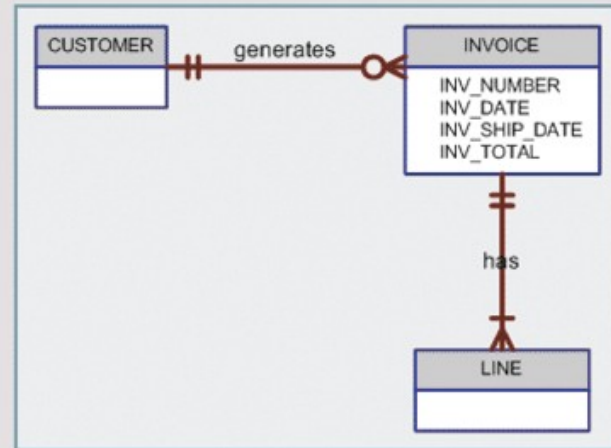 CUSTOMER
generates
INVOICE
INV_NUMBER
INV_DATE
INV_SHIP_DATE
INV_TOTAL
has
LINE